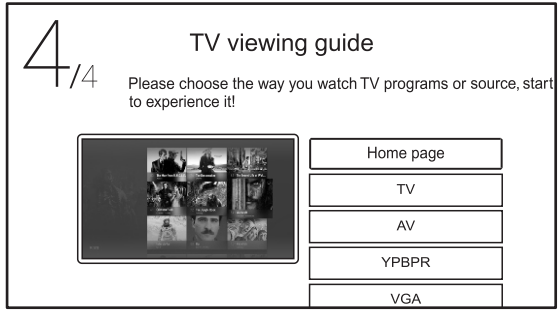 4/4
TV viewing guide
Please choose the way you watch TV programs or source, start
to experience it!
Home page
TV
AV
YPBPR
VGA